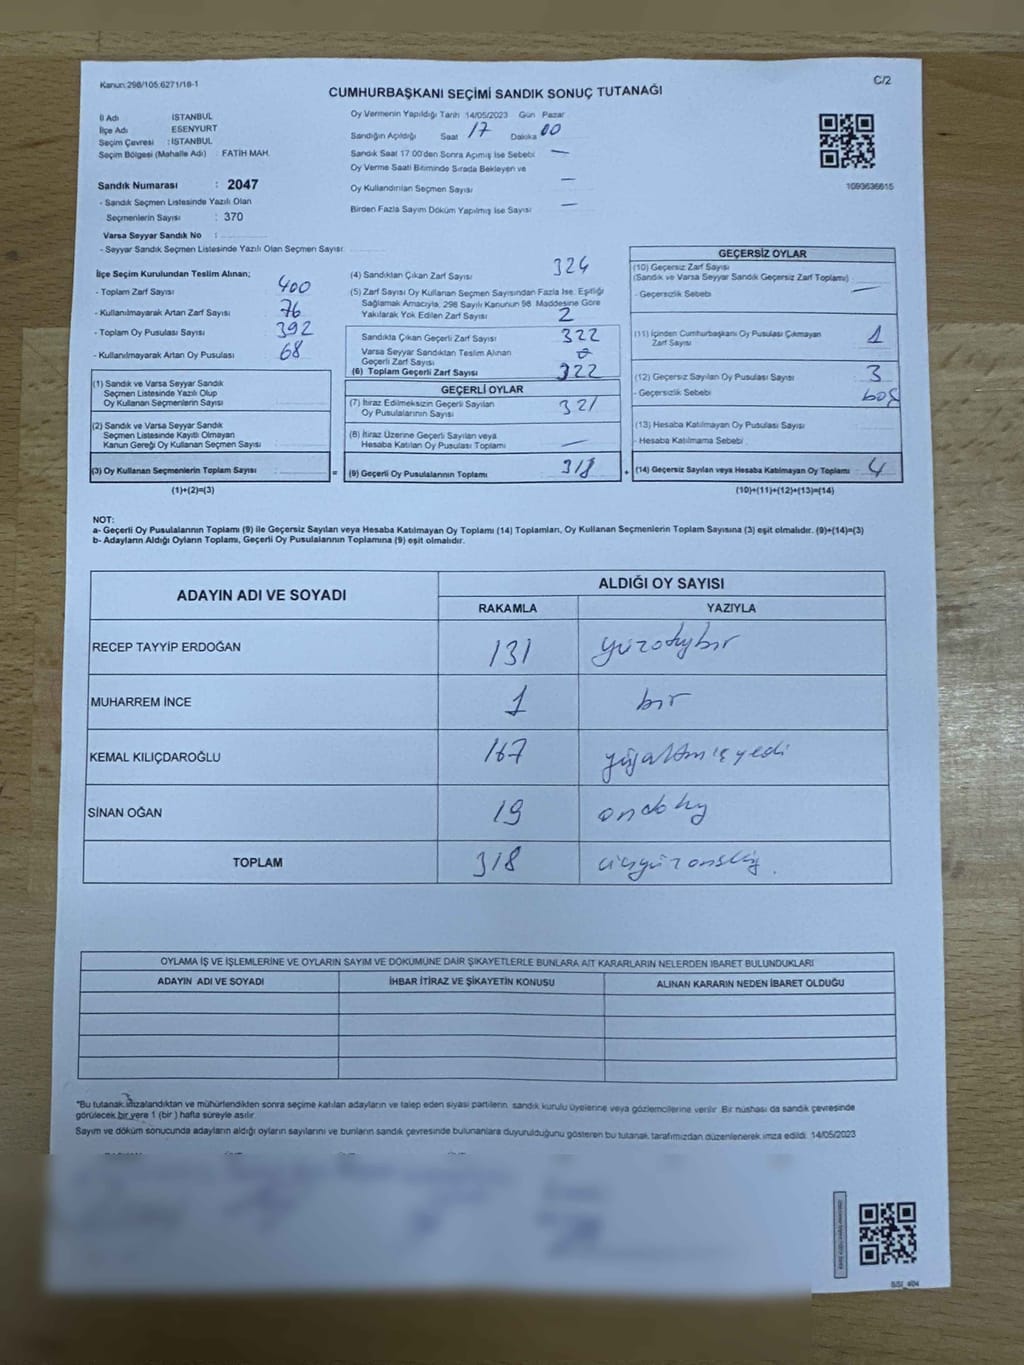 Kanun:298/105.6271/18-1
C/2
CUMHURBAŞKANI SEÇİMİ SANDIK SONUÇ TUTANAĞI
İl Adı : İSTANBUL
İlçe Adı : ESENYURT
Seçim Çevresi : İSTANBUL
Seçim Bölgesi (Mahalle Adı) : FATİH MAH.
Oy Vermenin Yapıldığı Tarih 14/05/2023 Gün Pazar
Sandığın Açıldığı Saat 17 Dakika 00
Sandık Saat 17:00'den Sonra Açımış İse Sebebi —
Oy Verme Saati Bitiminde Sırada Bekleyen ve
Oy Kullandırılan Seçmen Sayısı —
Birden Fazla Sayım Döküm Yapılmış İse Sayısı —
1093636615
Sandık Numarası : 2047
- Sandık Seçmen Listesinde Yazılı Olan
Seçmenlerin Sayısı : 370
Varsa Seyyar Sandık No :
- Seyyar Sandık Seçmen Listesinde Yazılı Olan Seçmen Sayısı:
İlçe Seçim Kurulundan Teslim Alınan;
- Toplam Zarf Sayısı 400
- Kullanılmayarak Artan Zarf Sayısı 76
- Toplam Oy Pusulası Sayısı 392
- Kullanılmayarak Artan Oy Pusulası 68
(1) Sandık ve Varsa Seyyar Sandık
Seçmen Listesinde Yazılı Olup
Oy Kullanan Seçmenlerin Sayısı
(2) Sandık ve Varsa Seyyar Sandık
Seçmen Listesinde Kayıtlı Olmayan
Kanun Gereği Oy Kullanan Seçmen Sayısı
(3) Oy Kullanan Seçmenlerin Toplam Sayısı =
(1)+(2)=(3)
(4) Sandıktan Çıkan Zarf Sayısı 324
(5) Zarf Sayısı Oy Kullanan Seçmen Sayısından Fazla İse, Eşitliği
Sağlamak Amacıyla, 298 Sayılı Kanunun 98. Maddesine Göre
Yakılarak Yok Edilen Zarf Sayısı 2
Sandıkta Çıkan Geçerli Zarf Sayısı 322
Varsa Seyyar Sandıktan Teslim Alınan
Geçerli Zarf Sayısı
(6) Toplam Geçerli Zarf Sayısı 322
GEÇERLİ OYLAR
(7) İtiraz Edilmeksizin Geçerli Sayılan
Oy Pusulalarının Sayısı 321
(8) İtiraz Üzerine Geçerli Sayılan veya
Hesaba Katılan Oy Pusulası Toplamı —
(9) Geçerli Oy Pusulalarının Toplamı 318 +
GEÇERSİZ OYLAR
(10) Geçersiz Zarf Sayısı
(Sandık ve Varsa Seyyar Sandık Geçersiz Zarf Toplamı) —
- Geçersizlik Sebebi
(11) İçinden Cumhurbaşkanı Oy Pusulası Çıkmayan
Zarf Sayısı 1
(12) Geçersiz Sayılan Oy Pusulası Sayısı 3
- Geçersizlik Sebebi boş
(13) Hesaba Katılmayan Oy Pusulası Sayısı
- Hesaba Katılmama Sebebi
(14) Geçersiz Sayılan veya Hesaba Katılmayan Oy Toplamı 4
(10)+(11)+(12)+(13)=(14)
NOT:
a- Geçerli Oy Pusulalarının Toplamı (9) ile Geçersiz Sayılan veya Hesaba Katılmayan Oy Toplamı (14) Toplamları, Oy Kullanan Seçmenlerin Toplam Sayısına (3) eşit olmalıdır. (9)+(14)=(3)
b- Adayların Aldığı Oyların Toplamı, Geçerli Oy Pusulalarının Toplamına (9) eşit olmalıdır.
ADAYIN ADI VE SOYADI
ALDIĞI OY SAYISI
RAKAMLA YAZIYLA
RECEP TAYYİP ERDOĞAN 131 yüzotuzbir
MUHARREM İNCE 1 bir
KEMAL KILIÇDAROĞLU 167 yüzaltmışyedi
SİNAN OĞAN 19 ondokuz
TOPLAM 318 üçyüzonsekiz.
OYLAMA İŞ VE İŞLEMLERİNE VE OYLARIN SAYIM VE DÖKÜMÜNE DAİR ŞİKAYETLERLE BUNLARA AİT KARARLARIN NELERDEN İBARET BULUNDUKLARI
ADAYIN ADI VE SOYADI İHBAR İTİRAZ VE ŞİKAYETİN KONUSU ALINAN KARARIN NEDEN İBARET OLDUĞU
*Bu tutanak imzalandıktan ve mühürlendikten sonra seçime katılan adayların ve talep eden siyasi partilerin, sandık kurulu üyelerine veya gözlemcilerine verilir. Bir nüshası da sandık çevresinde
görülecek bir yere 1 (bir ) hafta süreyle asılır.
Sayım ve döküm sonucunda adayların aldığı oyların sayılarını ve bunların sandık çevresinde bulunanlara duyurulduğunu gösteren bu tutanak tarafımızdan düzenlenerek imza edildi. 14/05/2023